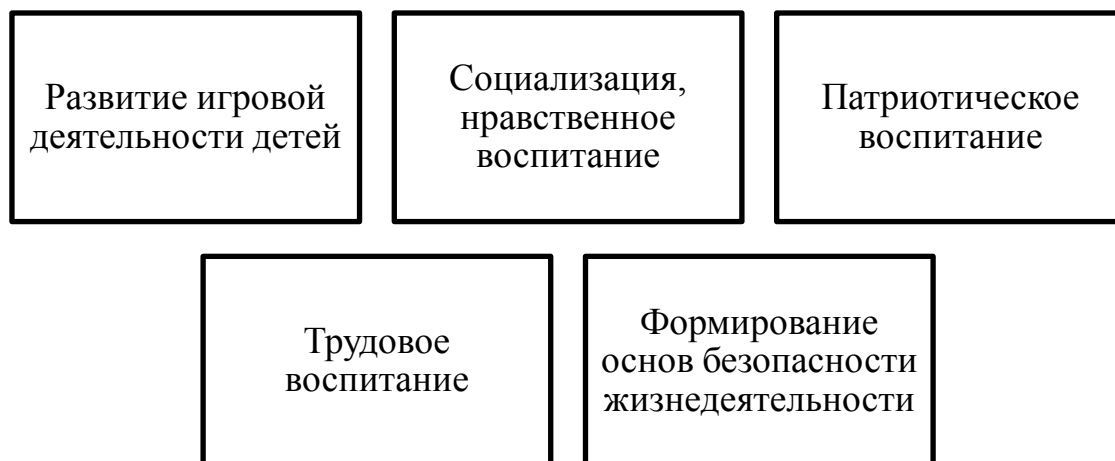 Развитие игровой
деятельности детей
Социализация,
нравственное
воспитание
Патриотическое
воспитание
Трудовое
воспитание
Формирование
основ безопасности
жизнедеятельности